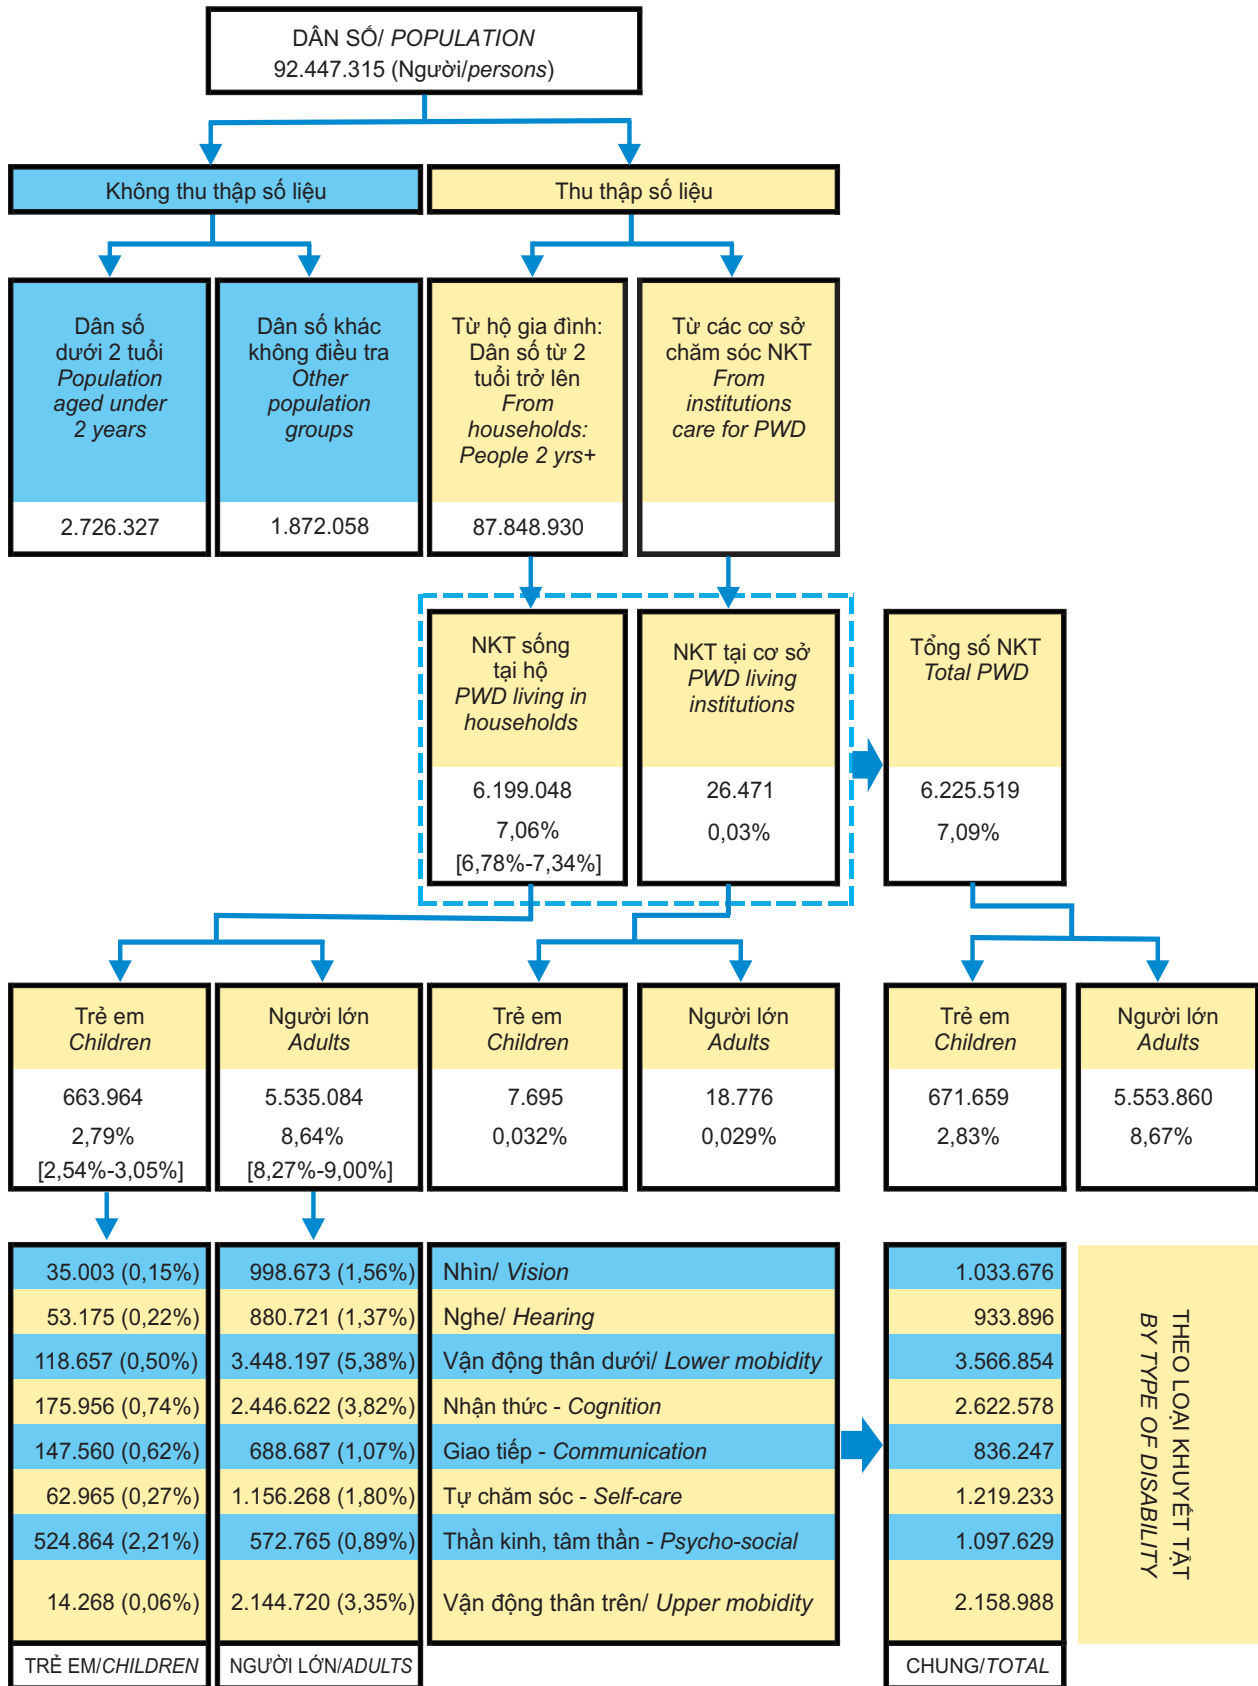 DÂN SỐ/ POPULATION
92.447.315 (Người/persons)
Không thu thập số liệu
Thu thập số liệu
Dân số
dưới 2 tuổi
Population
aged under
2 years
2.726.327
Dân số khác
không điều tra
Other
population
groups
1.872.058
Từ hộ gia đình:
Dân số từ 2
tuổi trở lên
From
households:
People 2 yrs+
87.848.930
Từ các cơ sở
chăm sóc NKT
From
institutions
care for PWD
NKT sống
tại hộ
PWD living in
households
6.199.048
7,06%
[6,78%-7,34%]
NKT tại cơ sở
PWD living
institutions
26.471
0,03%
Tổng số NKT
Total PWD
6.225.519
7,09%
Trẻ em
Children
663.964
2,79%
[2,54%-3,05%]
Người lớn
Adults
5.535.084
8,64%
[8,27%-9,00%]
Trẻ em
Children
7.695
0,032%
Người lớn
Adults
18.776
0,029%
Trẻ em
Children
671.659
2,83%
Người lớn
Adults
5.553.860
8,67%
35.003 (0,15%) 998.673 (1,56%) Nhìn/ Vision 1.033.676
53.175 (0,22%) 880.721 (1,37%) Nghe/ Hearing 933.896
118.657 (0,50%) 3.448.197 (5,38%) Vận động thân dưới/ Lower mobidity 3.566.854
175.956 (0,74%) 2.446.622 (3,82%) Nhận thức - Cognition 2.622.578
147.560 (0,62%) 688.687 (1,07%) Giao tiếp - Communication 836.247
62.965 (0,27%) 1.156.268 (1,80%) Tự chăm sóc - Self-care 1.219.233
524.864 (2,21%) 572.765 (0,89%) Thần kinh, tâm thần - Psycho-social 1.097.629
14.268 (0,06%) 2.144.720 (3,35%) Vận động thân trên/ Upper mobidity 2.158.988
TRẺ EM/CHILDREN NGƯỜI LỚN/ADULTS CHUNG/TOTAL
THEO LOẠI KHUYẾT TẬT
BY TYPE OF DISABILITY